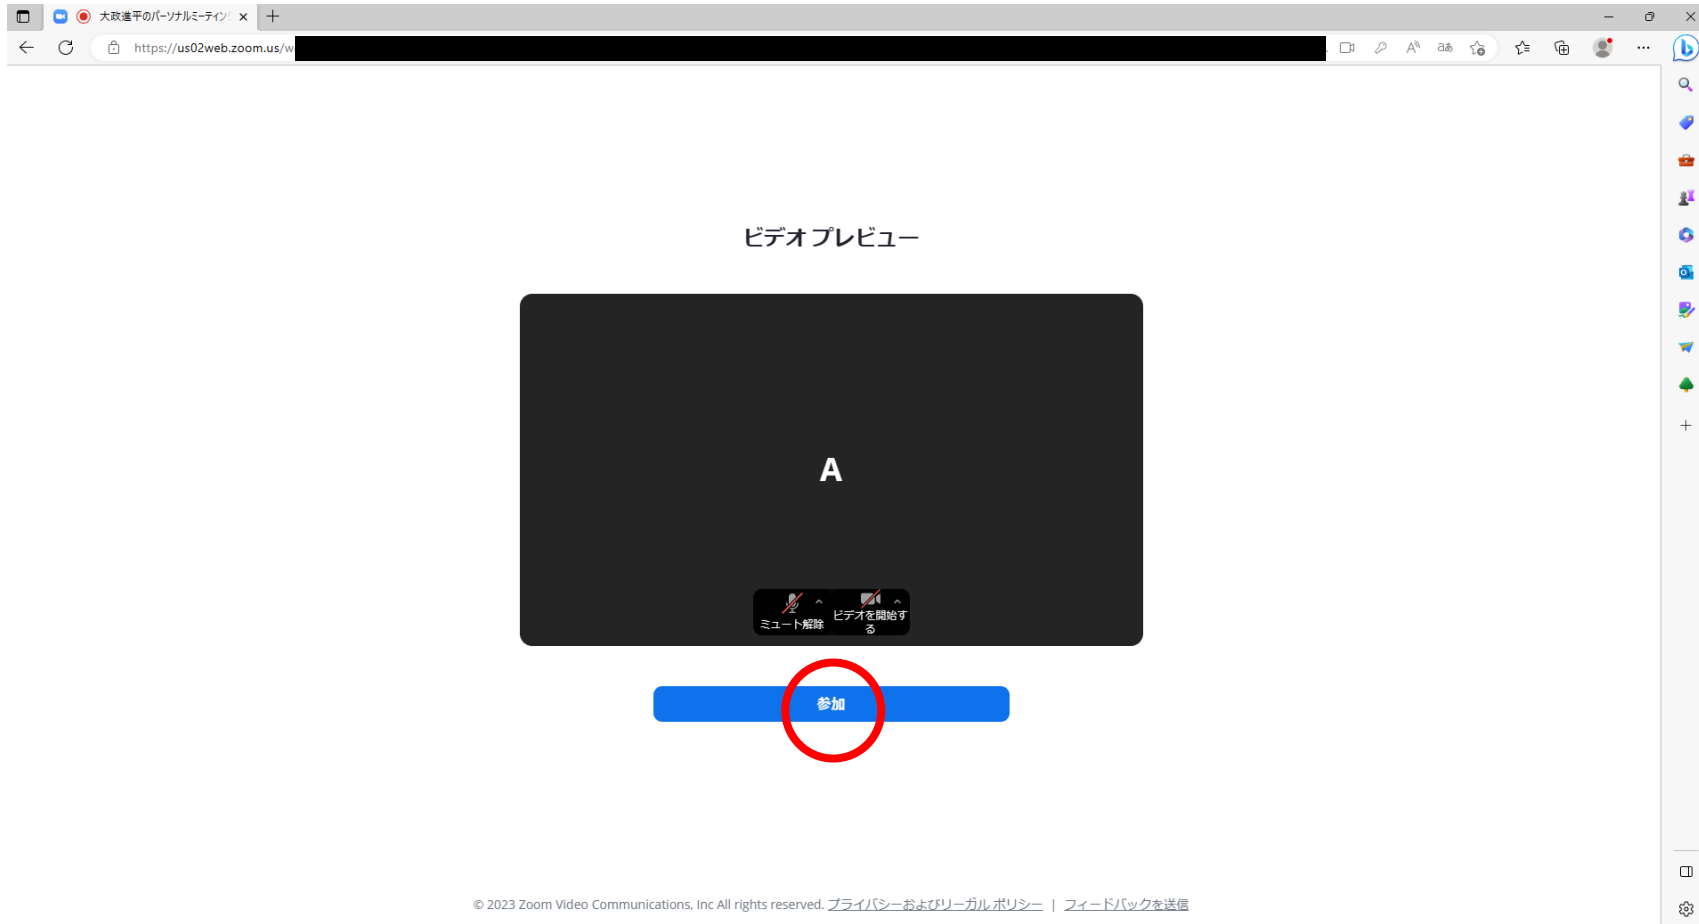 大政進平のパーソナルミーティン
https://us02web.zoom.us/w
ビデオ プレビュー
A
ミュート解除
ビデオを開始す
る
参加
© 2023 Zoom Video Communications, Inc All rights reserved. プライバシーおよびリーガル ポリシー | フィードバックを送信